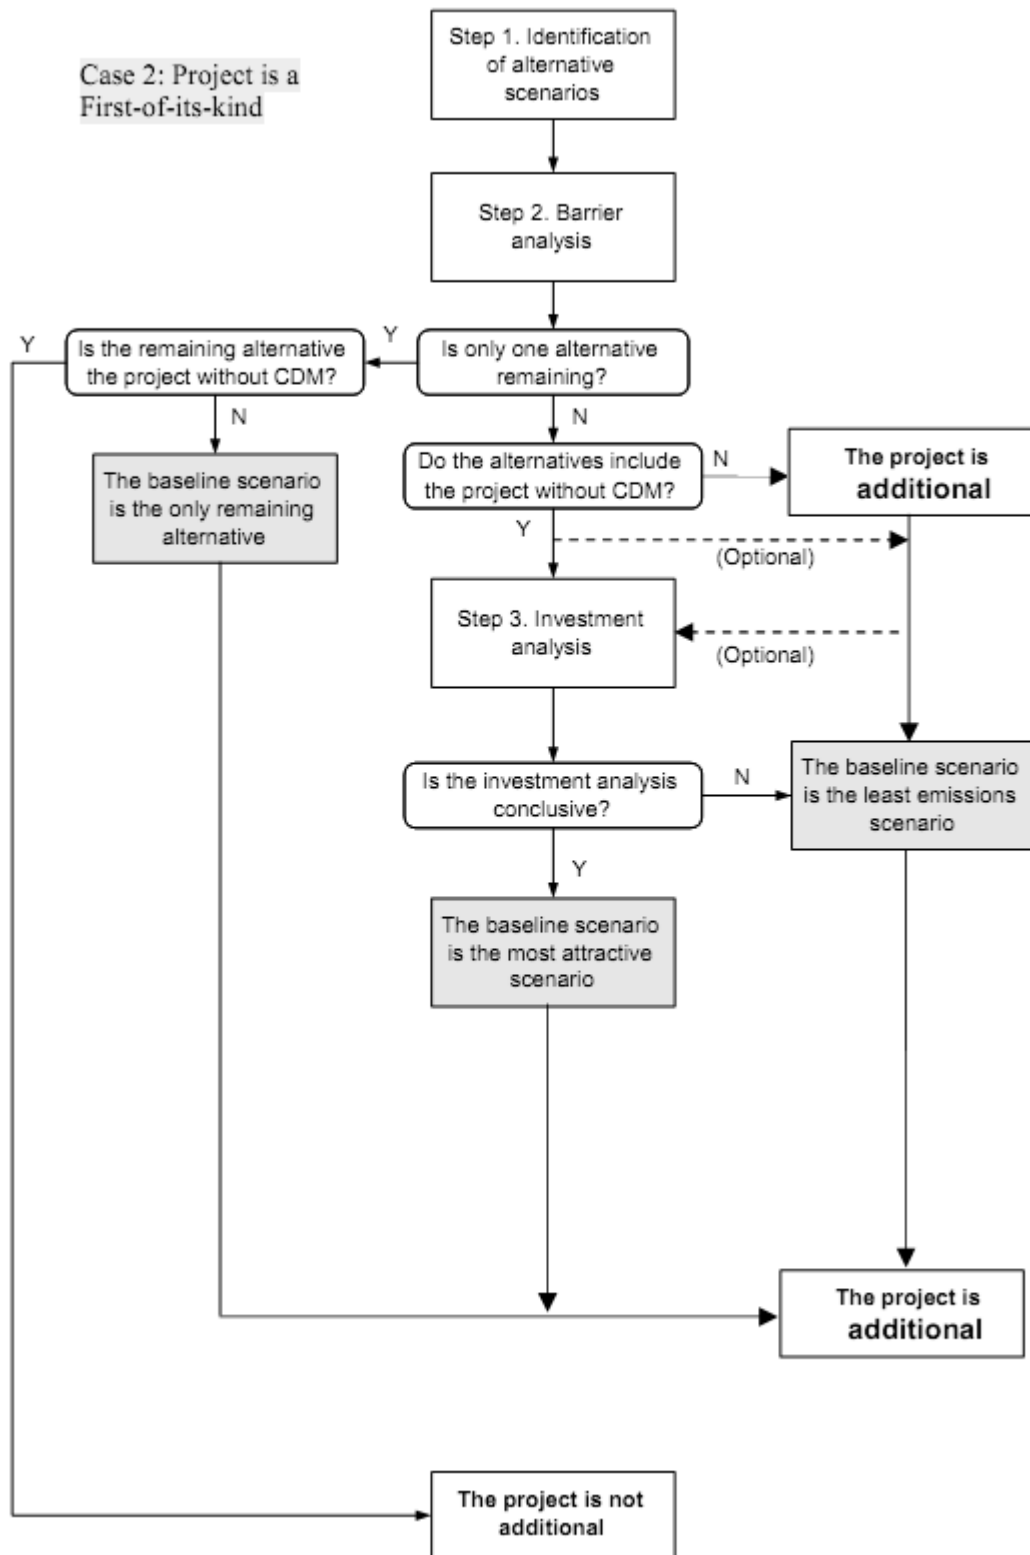 Case 2: Project is a
First-of-its-kind
Step 1. Identification
of alternative
scenarios
Step 2. Barrier
analysis
Y
Is the remaining alternative
the project without CDM?
Y
Is only one alternative
remaining?
N
N
The baseline scenario
is the only remaining
alternative
Do the alternatives include
the project without CDM?
N
The project is
additional
Y
(Optional)
Step 3. Investment
analysis
(Optional)
Is the investment analysis
conclusive?
N
The baseline scenario
is the least emissions
scenario
Y
The baseline scenario
is the most attractive
scenario
The project is
additional
The project is not
additional